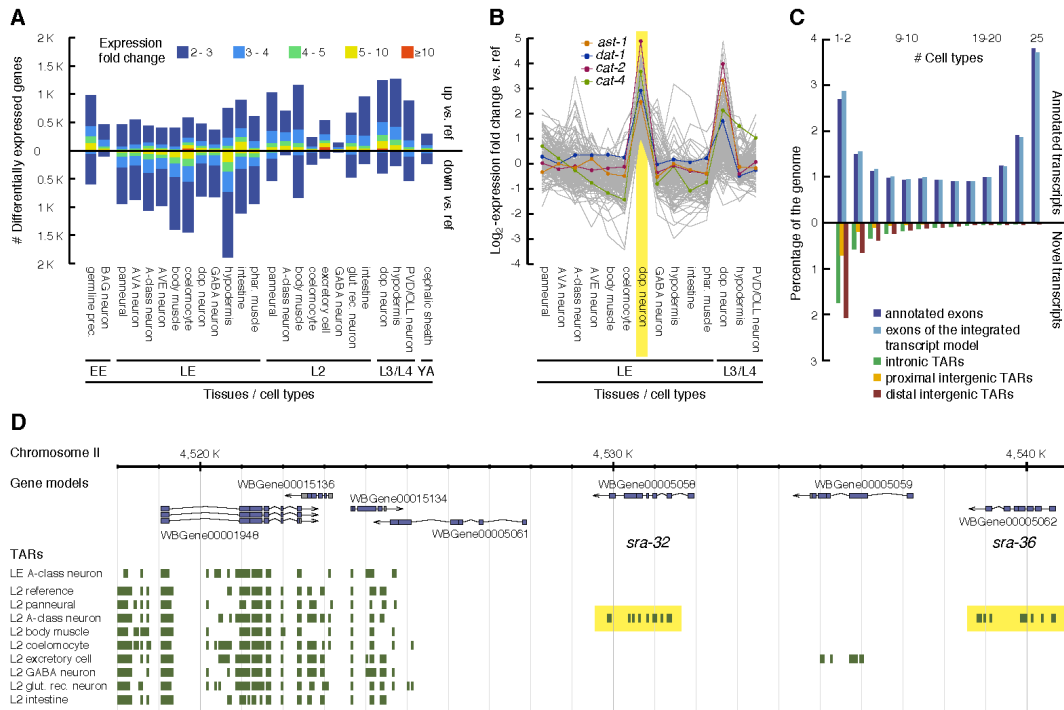 A
Expression fold change
2 - 3
3 - 4
4 - 5
5 - 10
≥10
2 K
1.5 K
1 K
0.5 K
0
0.5 K
1 K
1.5 K
2 K
# Differentially expressed genes
up vs. ref
down vs. ref
germline prec.
BAG neuron
panneural
AVA neuron
A-class neuron
AVE neuron
body muscle
coelomocyte
dop. neuron
GABA neuron
hypodermis
intestine
phar. muscle
panneural
A-class neuron
body muscle
coelomocyte
excretory cell
GABA neuron
glut. rec. neuron
intestine
dop. neuron
hypodermis
PVD/OLL neuron
cephalic sheath
EE
LE
L2
L3/L4
YA
Tissues / cell types
B
ast-1
dat-1
cat-2
cat-4
5
4
3
2
1
0
-1
-2
-3
-4
Log2-expression fold change vs. ref
panneural
AVA neuron
A-class neuron
AVE neuron
body muscle
coelomocyte
dop. neuron
GABA neuron
hypodermis
intestine
phar. muscle
dop. neuron
hypodermis
PVD/OLL neuron
LE
L3/L4
Tissues / cell types
C
1-2
9-10
19-20
25
# Cell types
4
3
2
1
0
1
2
3
Percentage of the genome
Annotated transcripts
Novel transcripts
annotated exons
exons of the integrated
transcript model
intronic TARs
proximal intergenic TARs
distal intergenic TARs
D
Chromosome II
4,520 K
4,530 K
4,540 K
Gene models
WBGene00015136
WBGene00015134
WBGene00001948
WBGene00005061
WBGene00005058
WBGene00005059
WBGene00005062
sra-32
sra-36
TARs
LE A-class neuron
L2 reference
L2 panneural
L2 A-class neuron
L2 body muscle
L2 coelomocyte
L2 excretory cell
L2 GABA neuron
L2 glut. rec. neuron
L2 intestine